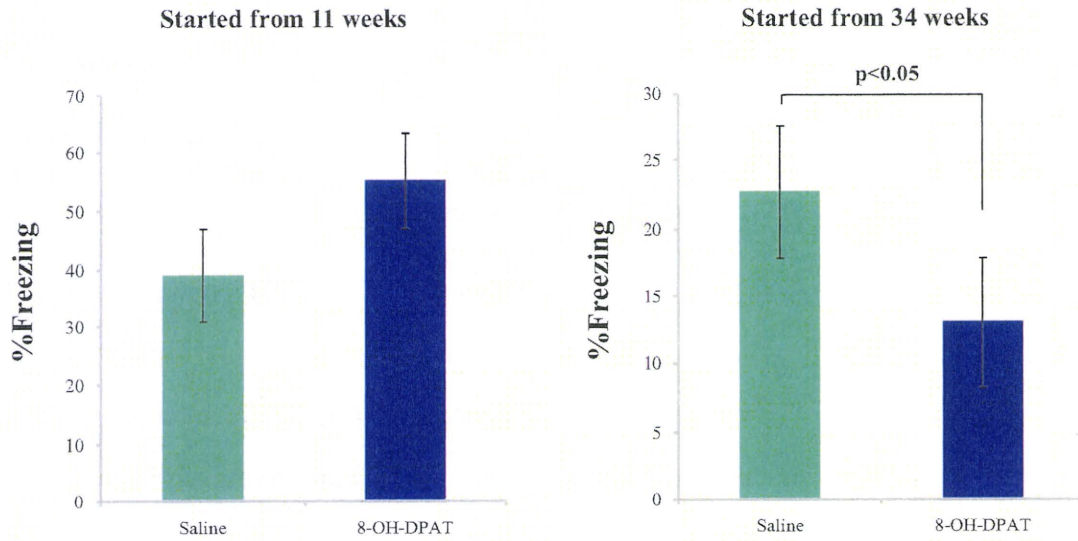 Started from 11 weeks
%Freezing
70
60
50
40
30
20
10
0
Saline 8-OH-DPAT
Started from 34 weeks
p<0.05
%Freezing
30
25
20
15
10
5
0
Saline 8-OH-DPAT